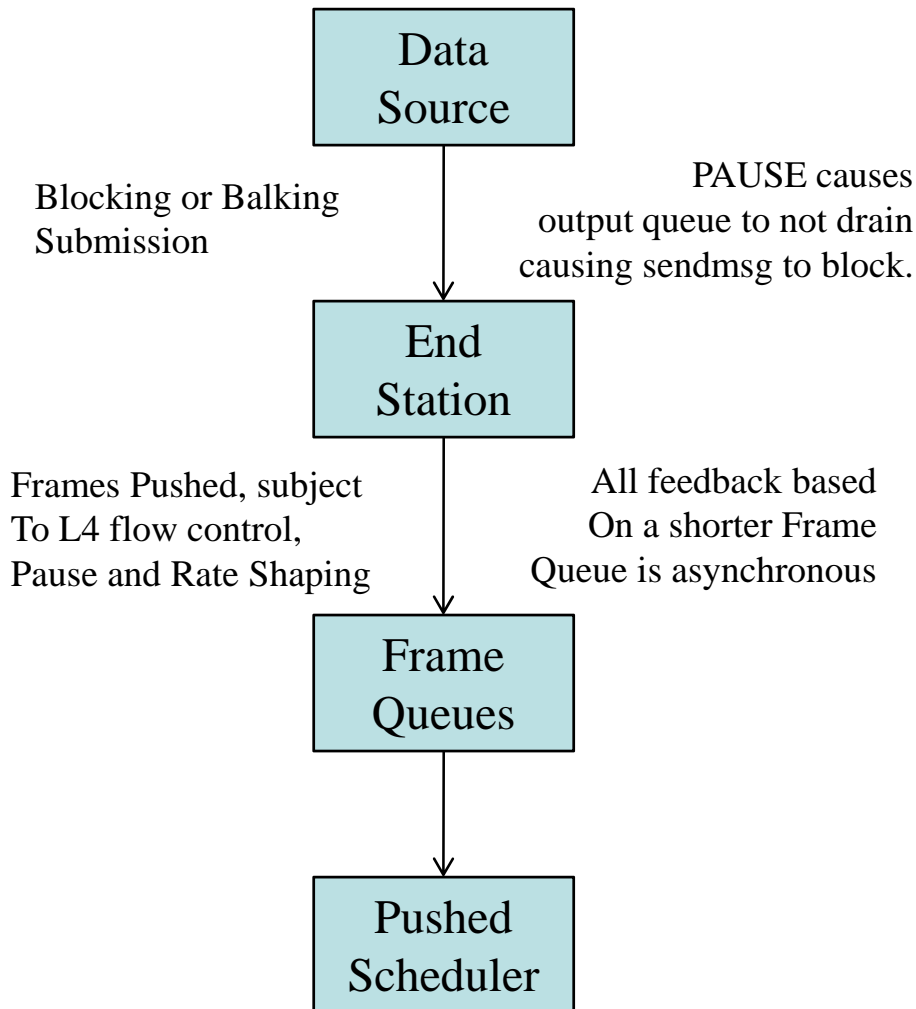 Data
Source
Blocking or Balking
Submission
PAUSE causes
output queue to not drain
causing sendmsg to block.
End
Station
Frames Pushed, subject
To L4 flow control,
Pause and Rate Shaping
All feedback based
On a shorter Frame
Queue is asynchronous
Frame
Queues
Pushed
Scheduler